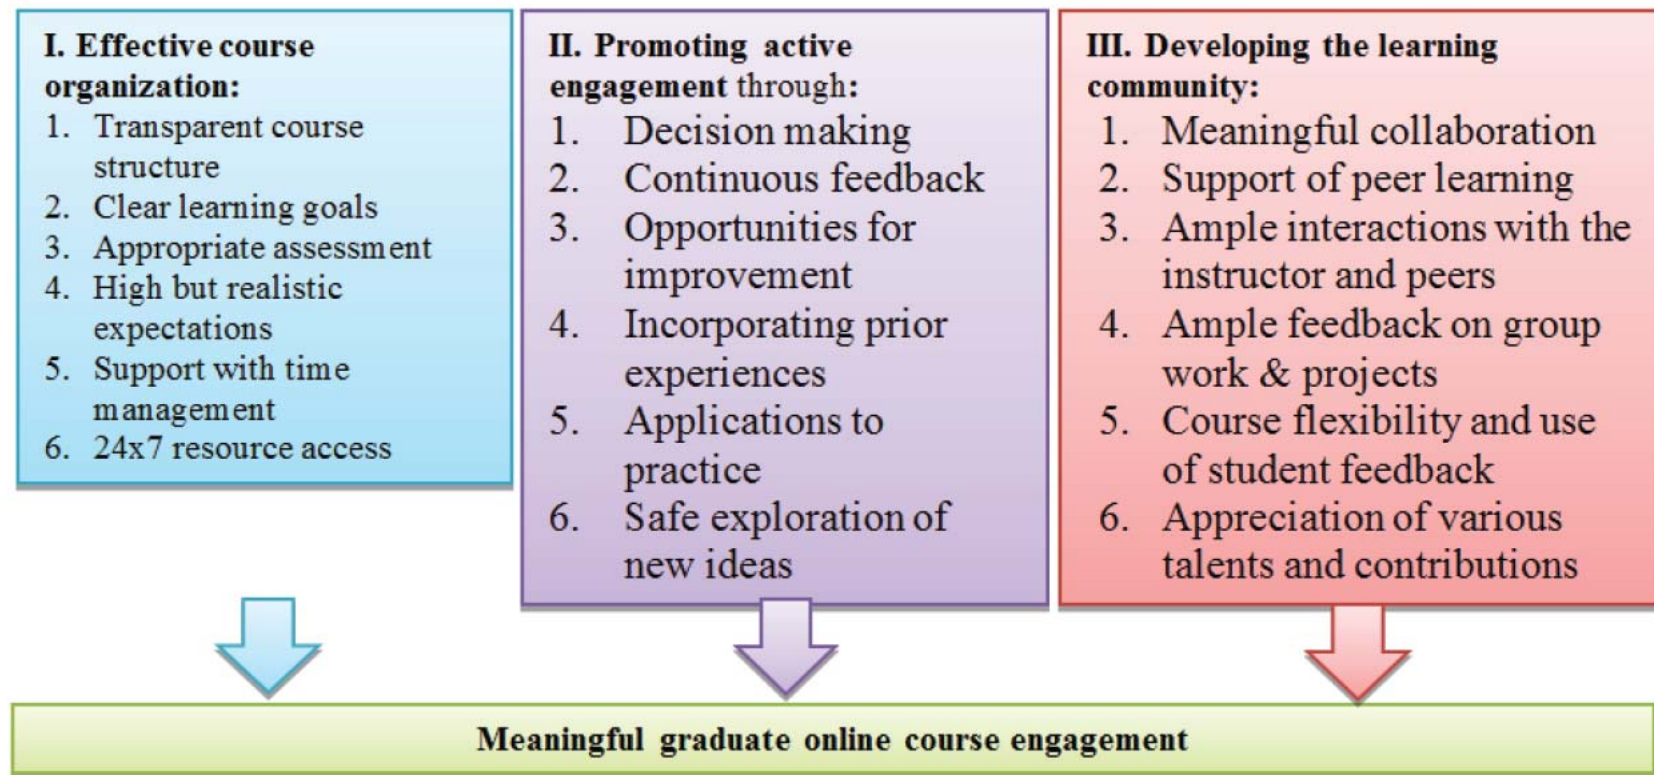 I. Effective course
organization:
1. Transparent course
structure
2. Clear learning goals
3. Appropriate assessment
4. High but realistic
expectations
5. Support with time
management
6. 24x7 resource access
II. Promoting active
engagement through:
1. Decision making
2. Continuous feedback
3. Opportunities for
improvement
4. Incorporating prior
experiences
5. Applications to
practice
6. Safe exploration of
new ideas
III. Developing the learning
community:
1. Meaningful collaboration
2. Support of peer learning
3. Ample interactions with the
instructor and peers
4. Ample feedback on group
work & projects
5. Course flexibility and use
of student feedback
6. Appreciation of various
talents and contributions
Meaningful graduate online course engagement